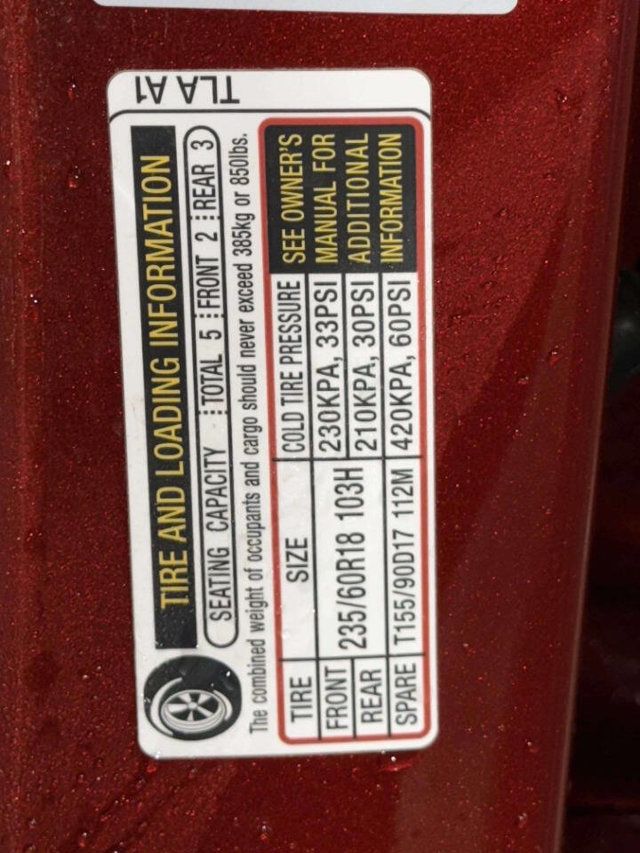 TLA A1
TIRE AND LOADING INFORMATION
SEATING CAPACITY TOTAL 5 FRONT 2 REAR 3
The combined weight of occupants and cargo should never exceed 385kg or 850lbs.
TIRE SIZE COLD TIRE PRESSURE
FRONT 235/60R18 103H 230KPA, 33PSI
REAR 210KPA, 30PSI
SPARE T155/90D17 112M 420KPA, 60PSI
SEE OWNER'S
MANUAL FOR
ADDITIONAL
INFORMATION